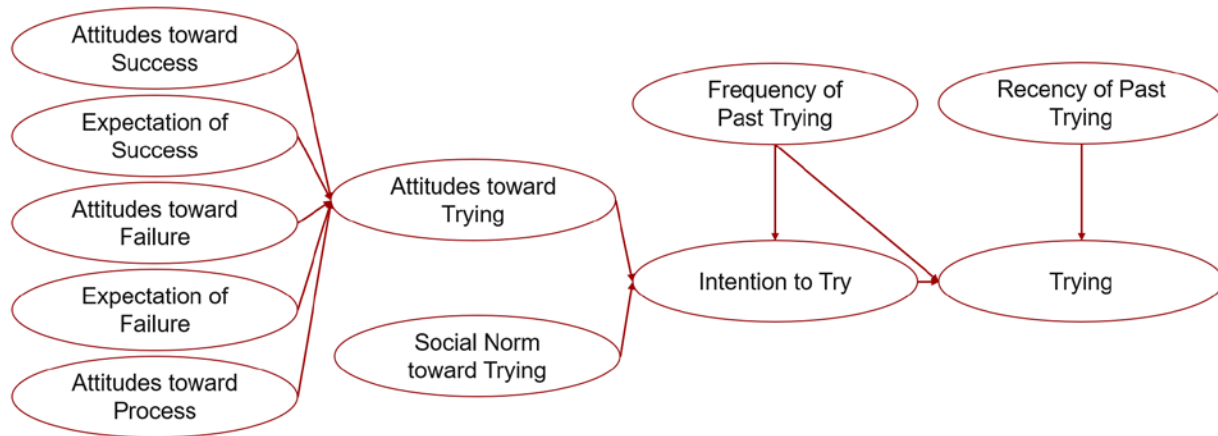 Attitudes toward
Success
Expectation of
Success
Attitudes toward
Failure
Expectation of
Failure
Attitudes toward
Process
Attitudes toward
Trying
Social Norm
toward Trying
Frequency of
Past Trying
Intention to Try
Recency of Past
Trying
Trying